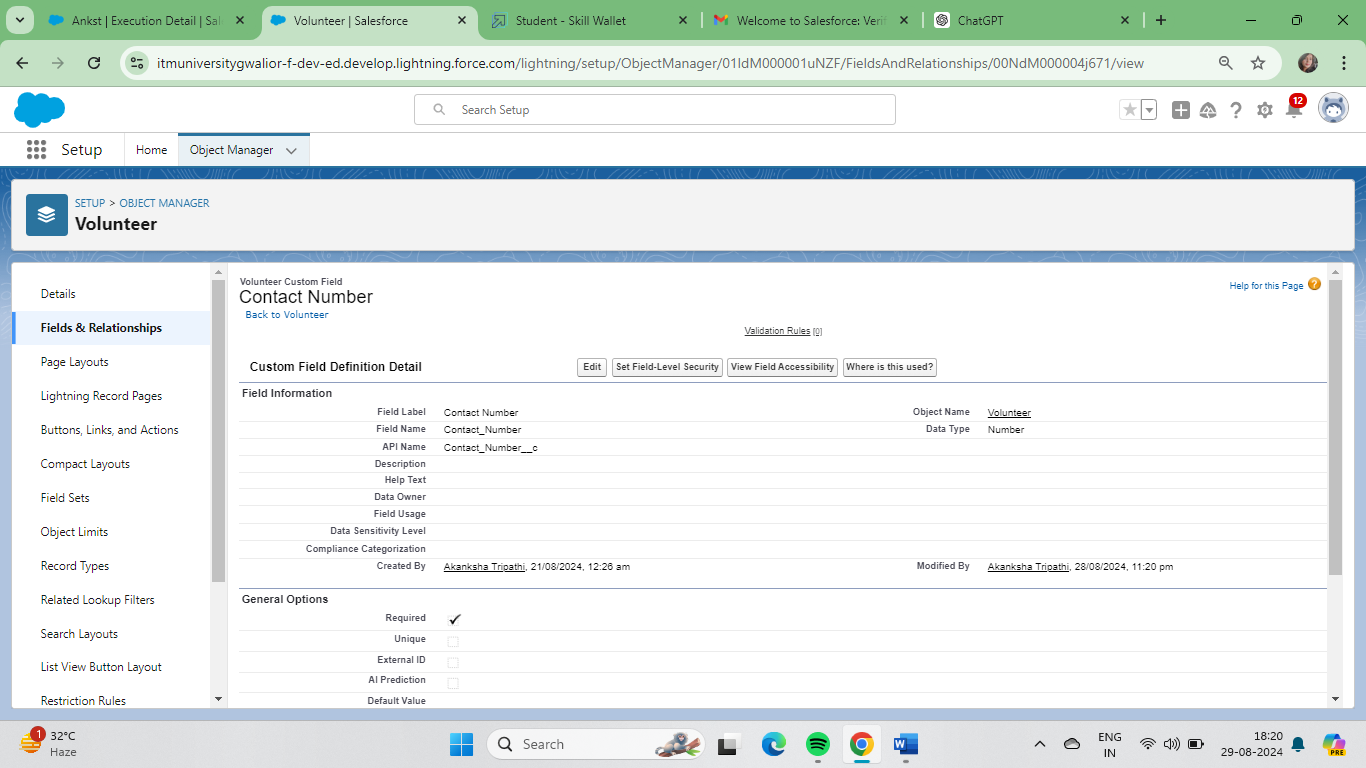 Ankst | Execution Detail | Sal
Volunteer | Salesforce
Student - Skill Wallet
Welcome to Salesforce: Verif
ChatGPT
itmuniversitygwalior-f-dev-ed.develop.lightning.force.com/lightning/setup/ObjectManager/01IdM000001uNZF/FieldsAndRelationships/00NdM000004j671/view
Search Setup
12
Setup
Home
Object Manager
SETUP > OBJECT MANAGER
Volunteer
Details
Fields & Relationships
Page Layouts
Lightning Record Pages
Buttons, Links, and Actions
Compact Layouts
Field Sets
Object Limits
Record Types
Related Lookup Filters
Search Layouts
List View Button Layout
Restriction Rules
Volunteer Custom Field
Contact Number
Back to Volunteer
Help for this Page
Validation Rules [0]
Custom Field Definition Detail
Edit
Set Field-Level Security
View Field Accessibility
Where is this used?
Field Information
Field Label Contact Number Object Name Volunteer
Field Name Contact_Number Data Type Number
API Name Contact_Number__c
Description
Help Text
Data Owner
Field Usage
Data Sensitivity Level
Compliance Categorization
Created By Akanksha Tripathi, 21/08/2024, 12:26 am Modified By Akanksha Tripathi, 28/08/2024, 11:20 pm
General Options
Required
Unique
External ID
AI Prediction
Default Value
1
32°C
Haze
Search
ENG
IN
18:20
29-08-2024
PRE